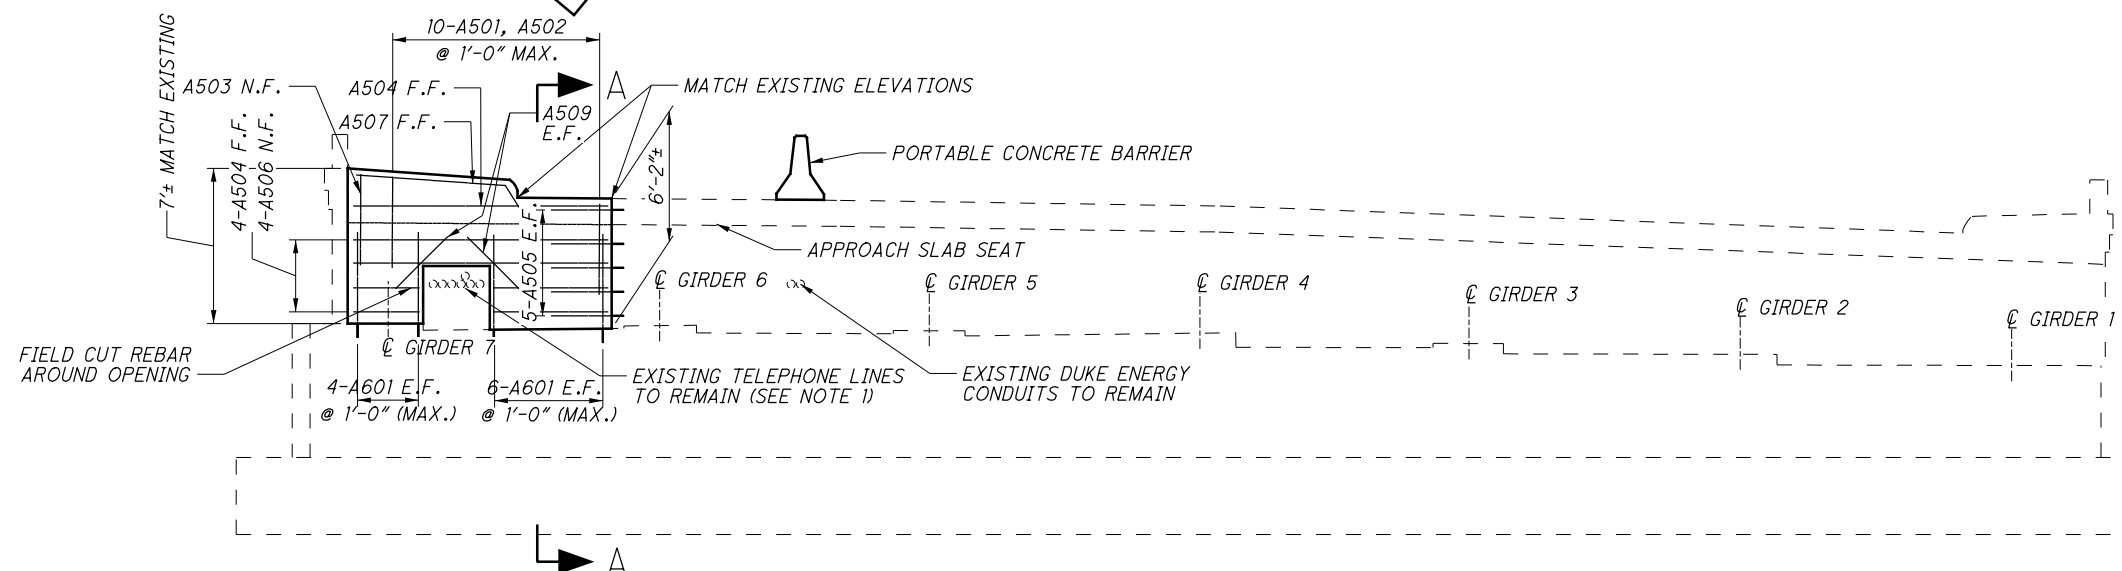 10-A501, A502
@ 1'-0" MAX.
7'± MATCH EXISTING
A503 N.F.
A504 F.F.
A
MATCH EXISTING ELEVATIONS
A507 F.F.
A509
E.F.
4-A504 F.F.
4-A506 N.F.
6'-2"±
PORTABLE CONCRETE BARRIER
5-A505 E.F.
APPROACH SLAB SEAT
℄ GIRDER 6
℄ GIRDER 5
℄ GIRDER 4
℄ GIRDER 3
℄ GIRDER 2
℄ GIRDER 1
℄ GIRDER 7
FIELD CUT REBAR
AROUND OPENING
4-A601 E.F.
@ 1'-0" (MAX.)
6-A601 E.F.
@ 1'-0" (MAX.)
EXISTING TELEPHONE LINES
TO REMAIN (SEE NOTE 1)
EXISTING DUKE ENERGY
CONDUITS TO REMAIN
A